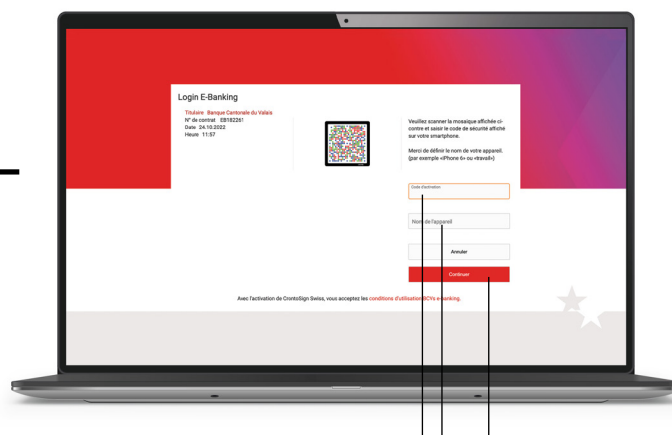 Login E-Banking
Titulaire Banque Cantonale du Valais
N° de contrat EB182261
Date 24.10.2022
Heure 11:57
Veuillez scanner la mosaïque affichée ci-
contre et saisir le code de sécurité affiché
sur votre smartphone.
Merci de définir le nom de votre appareil.
(par exemple «iPhone 6» ou «travail»)
Code d'activation
Nom de l'appareil
Annuler
Continuer
Avec l'activation de CrontoSign Swiss, vous acceptez les conditions d'utilisation BCVs e-banking.